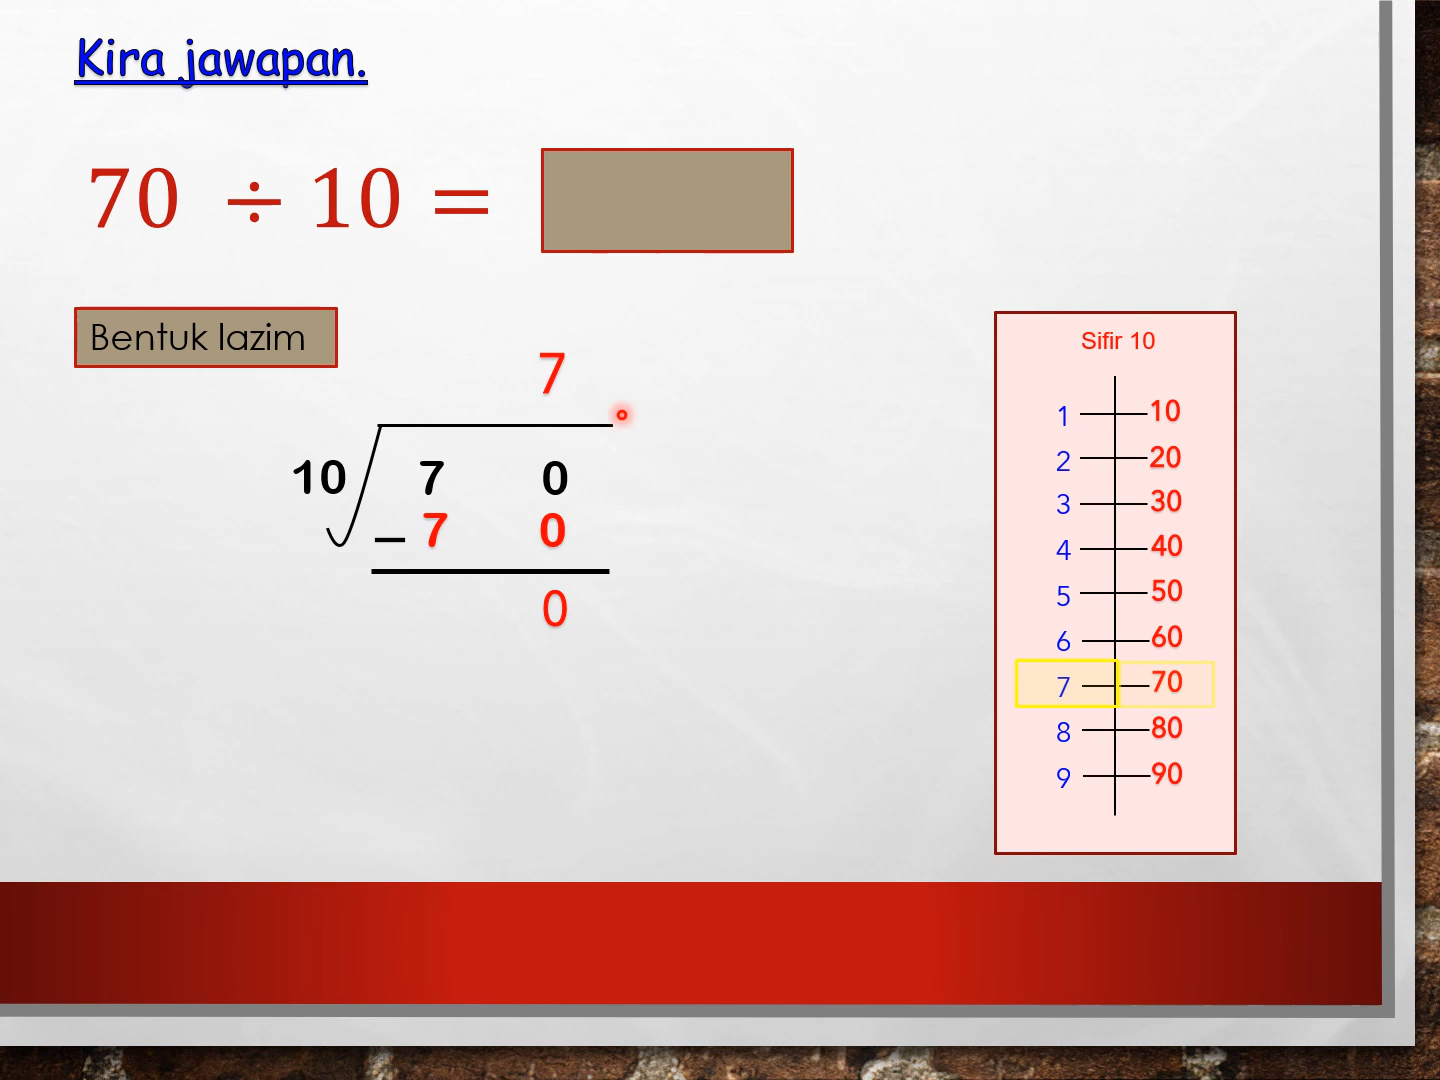 Kira jawapan.
70 ÷ 10 =
Bentuk lazim
7
10 7 0
– 7 0
0
Sifir 10
1 10
2 20
3 30
4 40
5 50
6 60
7 70
8 80
9 90